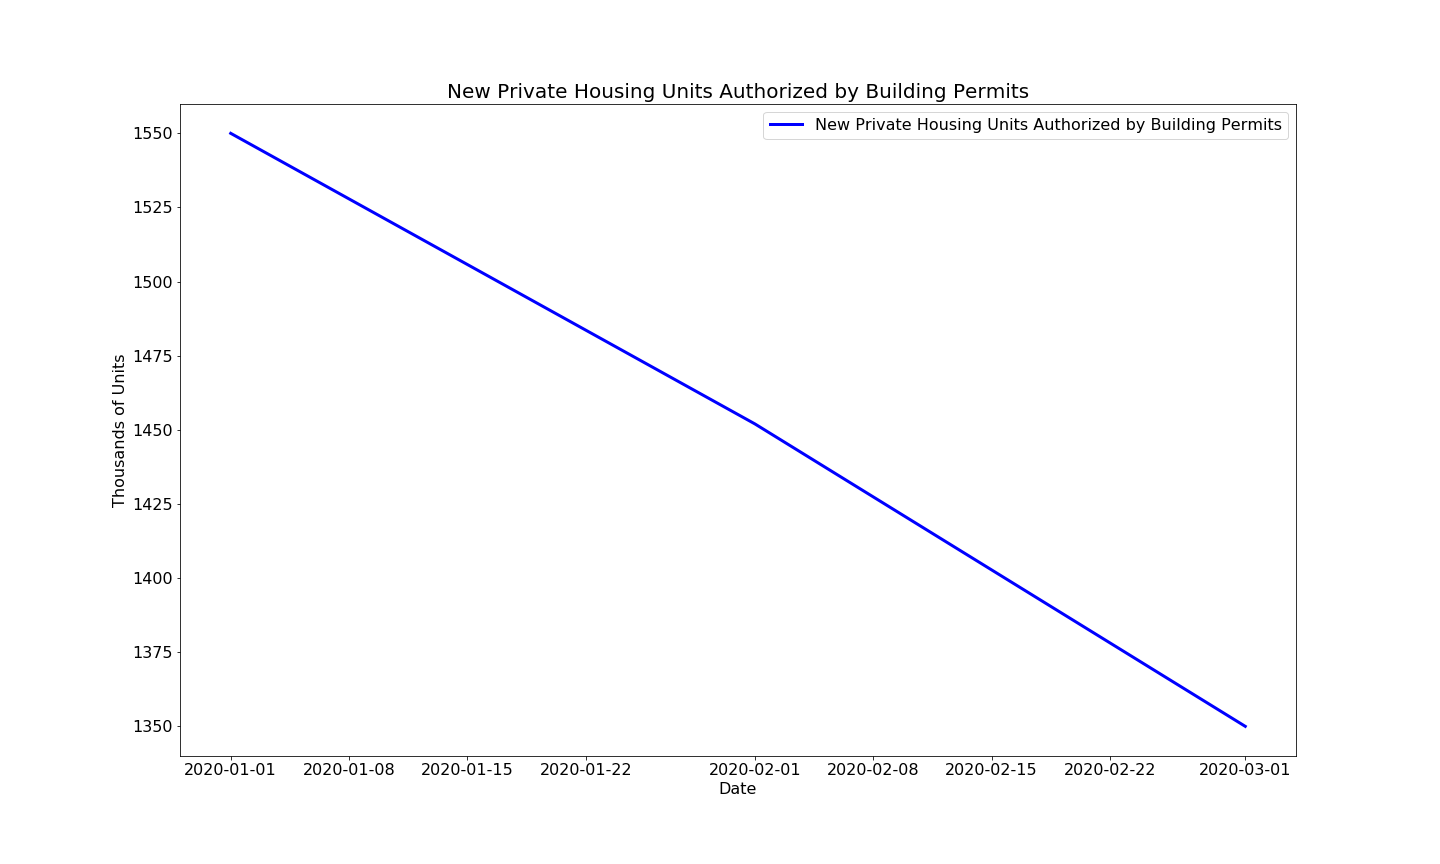 New Private Housing Units Authorized by Building Permits
New Private Housing Units Authorized by Building Permits
Thousands of Units
1550
1525
1500
1475
1450
1425
1400
1375
1350
2020-01-01 2020-01-08 2020-01-15 2020-01-22 2020-02-01 2020-02-08 2020-02-15 2020-02-22 2020-03-01
Date